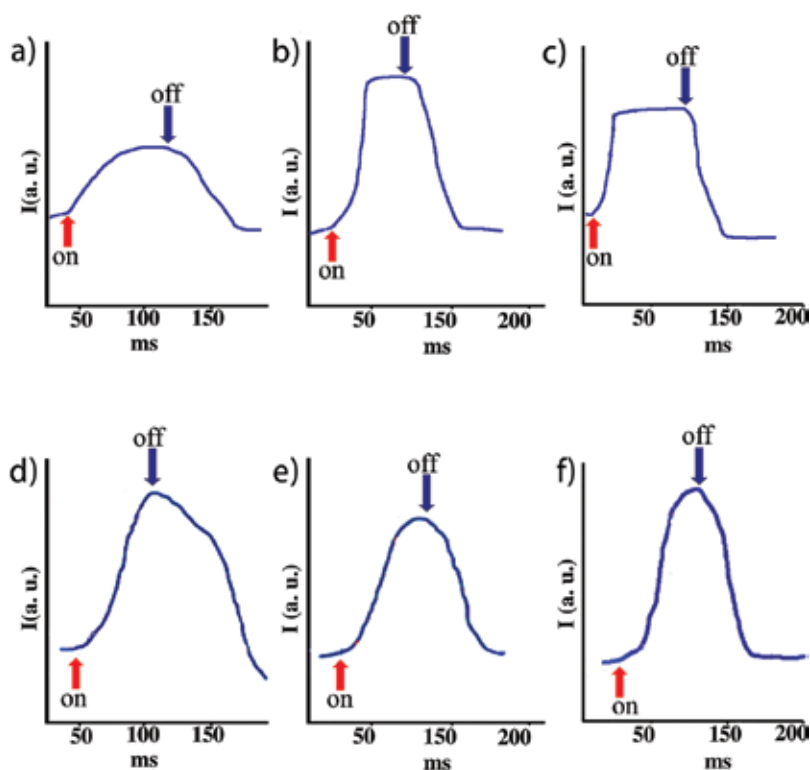 a)
off
I(a. u.)
on
50 100 150
ms
b)
off
I (a. u.)
on
50 150 200
ms
c)
off
I (a. u.)
on
50 150 200
ms
d)
off
I(a. u.)
on
50 100 150
ms
e)
off
I (a. u.)
on
50 150 200
ms
f)
off
I (a. u.)
on
50 150 200
ms